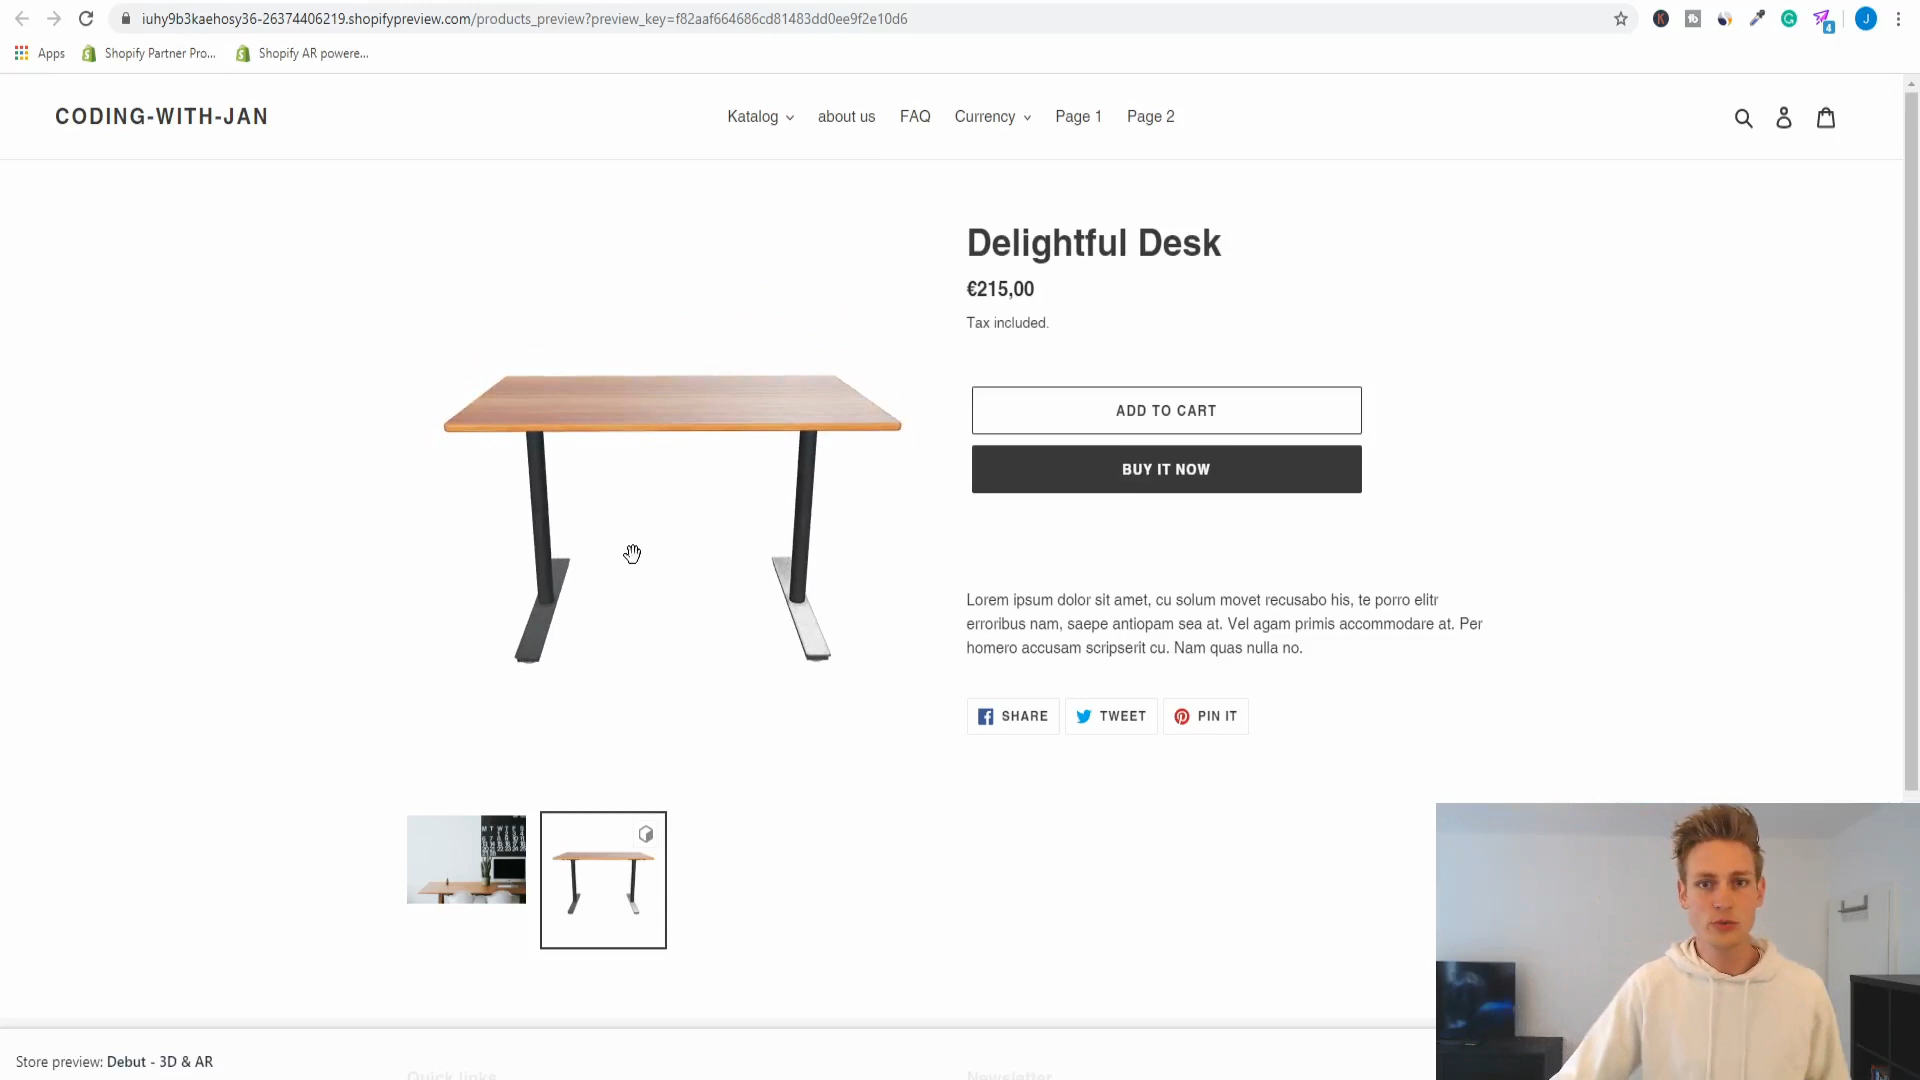 iuhy9b3kaehosy36-26374406219.shopifypreview.com/products_preview?preview_key=f82aaf664686cd81483dd0ee9f2e10d6
4
J
Apps
Shopify Partner Pro...
Shopify AR powere...
CODING-WITH-JAN
Katalog
about us
FAQ
Currency
Page 1
Page 2
Delightful Desk
€215,00
Tax included.
ADD TO CART
BUY IT NOW
Lorem ipsum dolor sit amet, cu solum movet recusabo his, te porro elitr
erroribus nam, saepe antiopam sea at. Vel agam primis accommodare at. Per
homero accusam scripserit cu. Nam quas nulla no.
SHARE
TWEET
PIN IT
Store preview: Debut - 3D & AR
Quick links
Newsletter